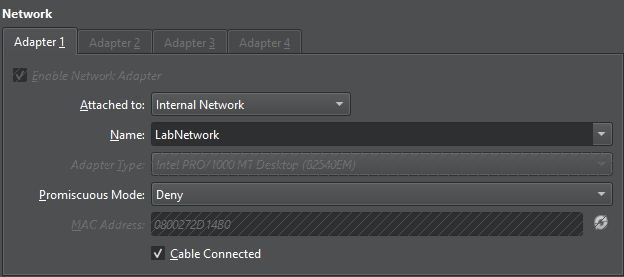 Network
Adapter 1 Adapter 2 Adapter 3 Adapter 4
Enable Network Adapter
Attached to: Internal Network
Name: LabNetwork
Adapter Type: Intel PRO/1000 MT Desktop (82540EM)
Promiscuous Mode: Deny
MAC Address: 0800272D14B0
Cable Connected